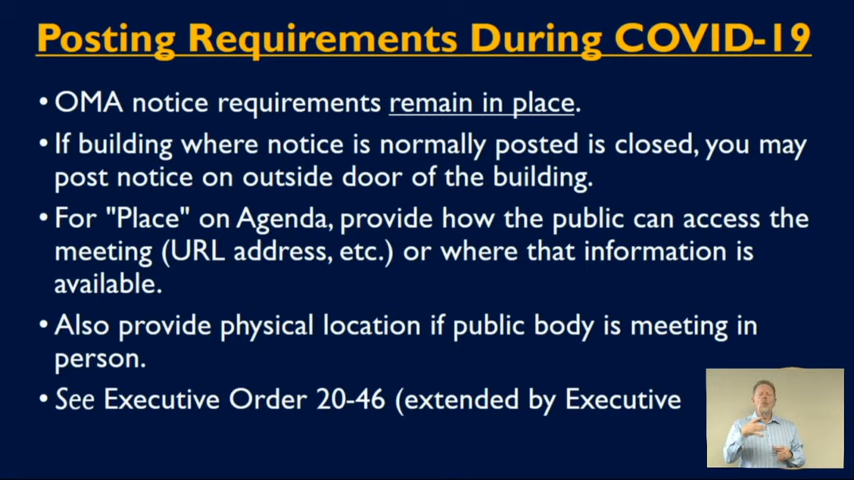 Posting Requirements During COVID-19
• OMA notice requirements remain in place.
• If building where notice is normally posted is closed, you may
post notice on outside door of the building.
• For "Place" on Agenda, provide how the public can access the
meeting (URL address, etc.) or where that information is
available.
• Also provide physical location if public body is meeting in
person.
• See Executive Order 20-46 (extended by Executive